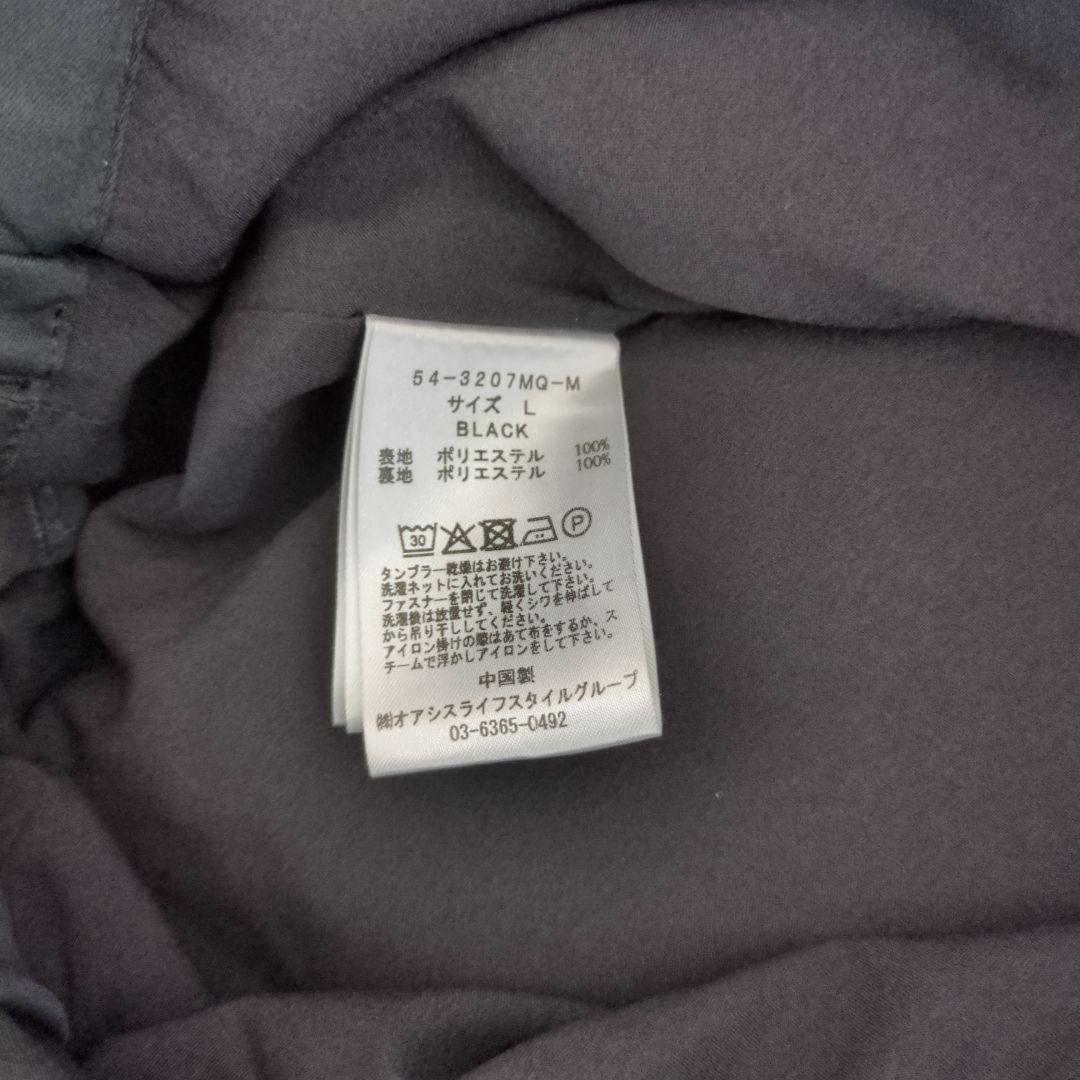 54-3207MQ-M
サイズ L
BLACK
表地 ポリエステル 100%
裏地 ポリエステル 100%
30 P
タンブラー乾燥はお避け下さい。
洗濯ネットに入れてお洗いください。
ファスナーを閉じて洗濯して下さい。
洗濯後は放置せず、軽くシワを伸ばして
から吊り干ししてください。
アイロン掛けの際はあて布をするか、ス
チームで浮かしアイロンをして下さい。
中国製
㈱オアシスライフスタイルグループ
03-6365-0492